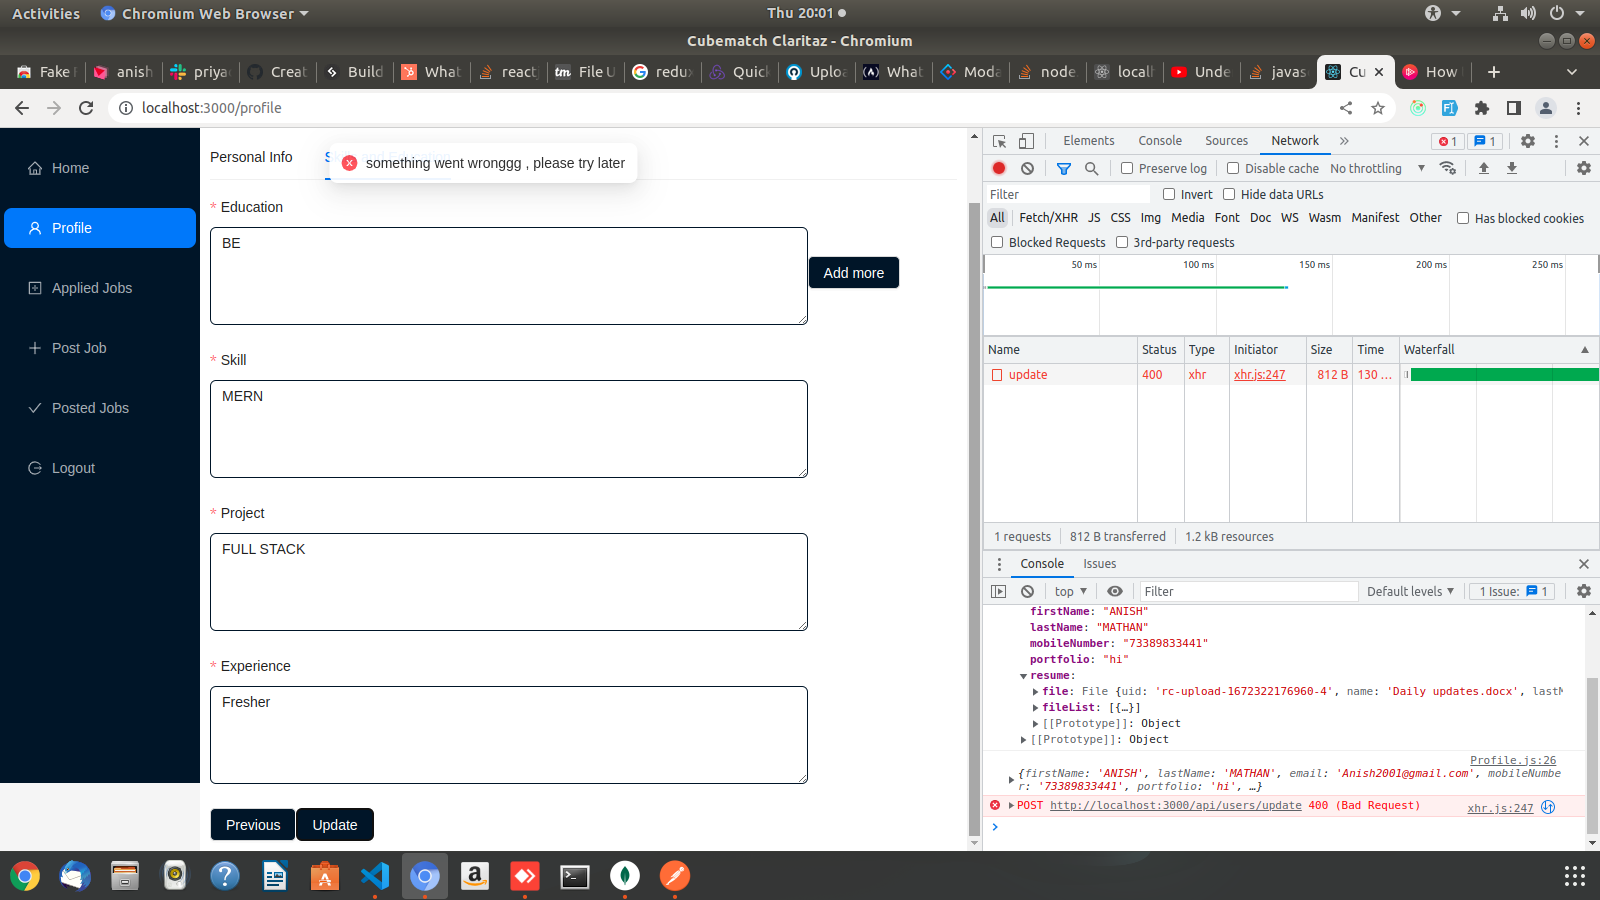 Activities
Chromium Web Browser
Thu 20:01
Cubematch Claritaz - Chromium
Fake
anish
priya
Creat
Build
What
react
tm
File U
redux
Quick
Uploa
What
Moda
node
localh
Unde
javas
Cu
How
localhost:3000/profile
Home
Profile
Applied Jobs
Post Job
Posted Jobs
Logout
Personal Info
S
something went wronggg , please try later
* Education
BE
Add more
* Skill
MERN
* Project
FULL STACK
* Experience
Fresher
Previous
Update
Elements
Console
Sources
Network
1
1
Preserve log
Disable cache
No throttling
Filter
Invert
Hide data URLs
All
Fetch/XHR
JS
CSS
Img
Media
Font
Doc
WS
Wasm
Manifest
Other
Has blocked cookies
Blocked Requests
3rd-party requests
50 ms
100 ms
150 ms
200 ms
250 ms
Name
Status
Type
Initiator
Size
Time
Waterfall
update
400
xhr
xhr.js:247
812 B
130 ...
1 requests
812 B transferred
1.2 kB resources
Console
Issues
top
Filter
Default levels
1 Issue:
1
firstName: "ANISH"
lastName: "MATHAN"
mobileNumber: "73389833441"
portfolio: "hi"
resume:
file: File {uid: 'rc-upload-1672322176960-4', name: 'Daily updates.docx', lastM
fileList: [{…}]
[[Prototype]]: Object
[[Prototype]]: Object
Profile.js:26
{firstName: 'ANISH', lastName: 'MATHAN', email: 'Anish2001@gmail.com', mobileNumbe
r: '73389833441', portfolio: 'hi', …}
POST http://localhost:3000/api/users/update 400 (Bad Request)
xhr.js:247